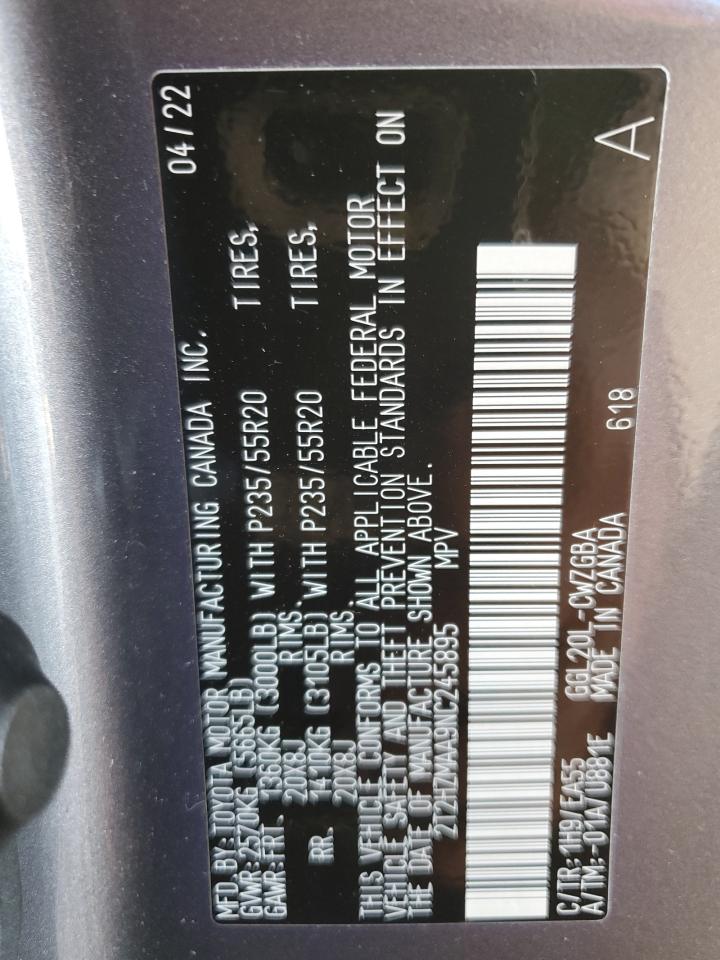 MFD. BY: TOYOTA MOTOR MANUFACTURING CANADA INC. 04/22
GVWR: 2570KG (5665LB)
GAWR: FRT. 1360KG (3000LB) WITH P235/55R20 TIRES,
20X8J RIMS.
RR. 1410KG (3105LB) WITH P235/55R20 TIRES,
20X8J RIMS.
THIS VEHICLE CONFORMS TO ALL APPLICABLE FEDERAL MOTOR
VEHICLE SAFETY AND THEFT PREVENTION STANDARDS IN EFFECT ON
THE DATE OF MANUFACTURE SHOWN ABOVE.
2T2HZMAA9NC245895 MPV
C/TR: 1H9/EA55 GGL20L-CWZGBA
A/TM: -01A/0881E MADE IN CANADA 618 A